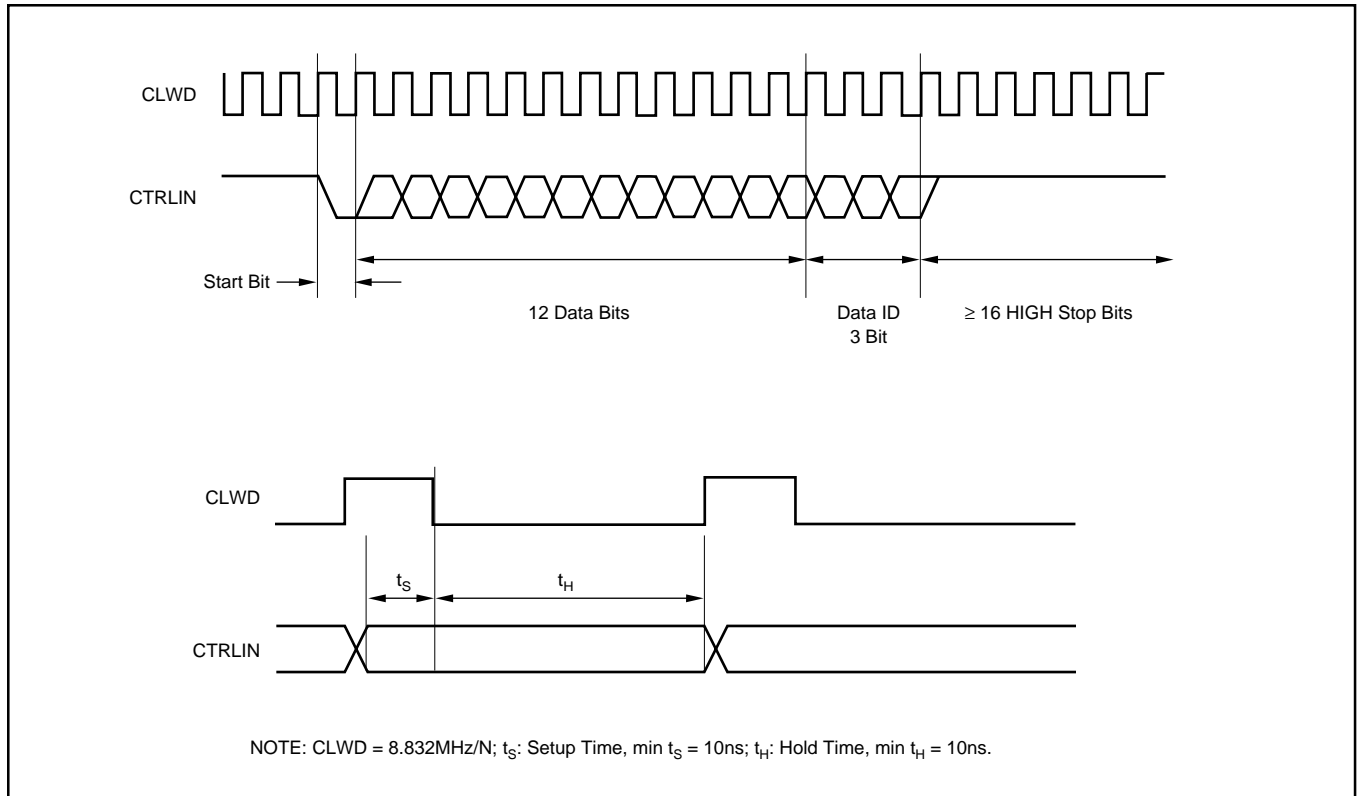 CLWD
CTRLIN
Start Bit
12 Data Bits
Data ID
3 Bit
≥ 16 HIGH Stop Bits
CLWD
tS
tH
CTRLIN
NOTE: CLWD = 8.832MHz/N; tS: Setup Time, min tS = 10ns; tH: Hold Time, min tH = 10ns.